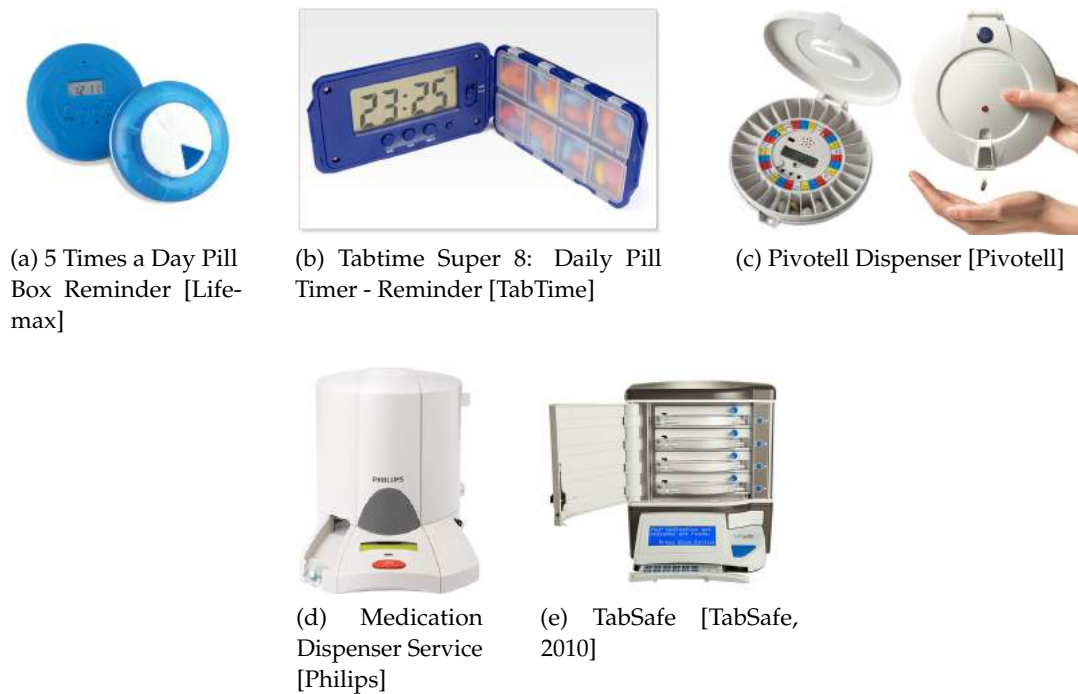 12:11
23:25
(a) 5 Times a Day Pill
Box Reminder [Life-
max]
(b) Tabtime Super 8: Daily Pill
Timer - Reminder [TabTime]
(c) Pivotell Dispenser [Pivotell]
PHILIPS
(d) Medication
Dispenser Service
[Philips]
(e) TabSafe [TabSafe,
2010]